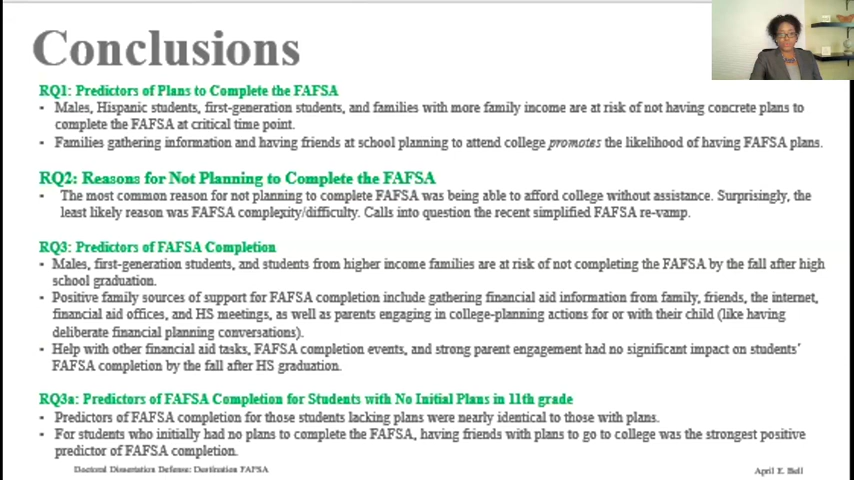 Conclusions
RQ1: Predictors of Plans to Complete the FAFSA
• Males, Hispanic students, first-generation students, and families with more family income are at risk of not having concrete plans to
complete the FAFSA at critical time point.
• Families gathering information and having friends at school planning to attend college promotes the likelihood of having FAFSA plans.
RQ2: Reasons for Not Planning to Complete the FAFSA
• The most common reason for not planning to complete FAFSA was being able to afford college without assistance. Surprisingly, the
least likely reason was FAFSA complexity/difficulty. Calls into question the recent simplified FAFSA re-vamp.
RQ3: Predictors of FAFSA Completion
• Males, first-generation students, and students from higher income families are at risk of not completing the FAFSA by the fall after high
school graduation.
• Positive family sources of support for FAFSA completion include gathering financial aid information from family, friends, the internet,
financial aid offices, and HS meetings, as well as parents engaging in college-planning actions for or with their child (like having
deliberate financial planning conversations).
• Help with other financial aid tasks, FAFSA completion events, and strong parent engagement had no significant impact on students'
FAFSA completion by the fall after HS graduation.
RQ3a: Predictors of FAFSA Completion for Students with No Initial Plans in 11th grade
• Predictors of FAFSA completion for those students lacking plans were nearly identical to those with plans.
• For students who initially had no plans to complete the FAFSA, having friends with plans to go to college was the strongest positive
predictor of FAFSA completion.
Doctoral Dissertation Defense: Destination FAFSA
April E. Bell